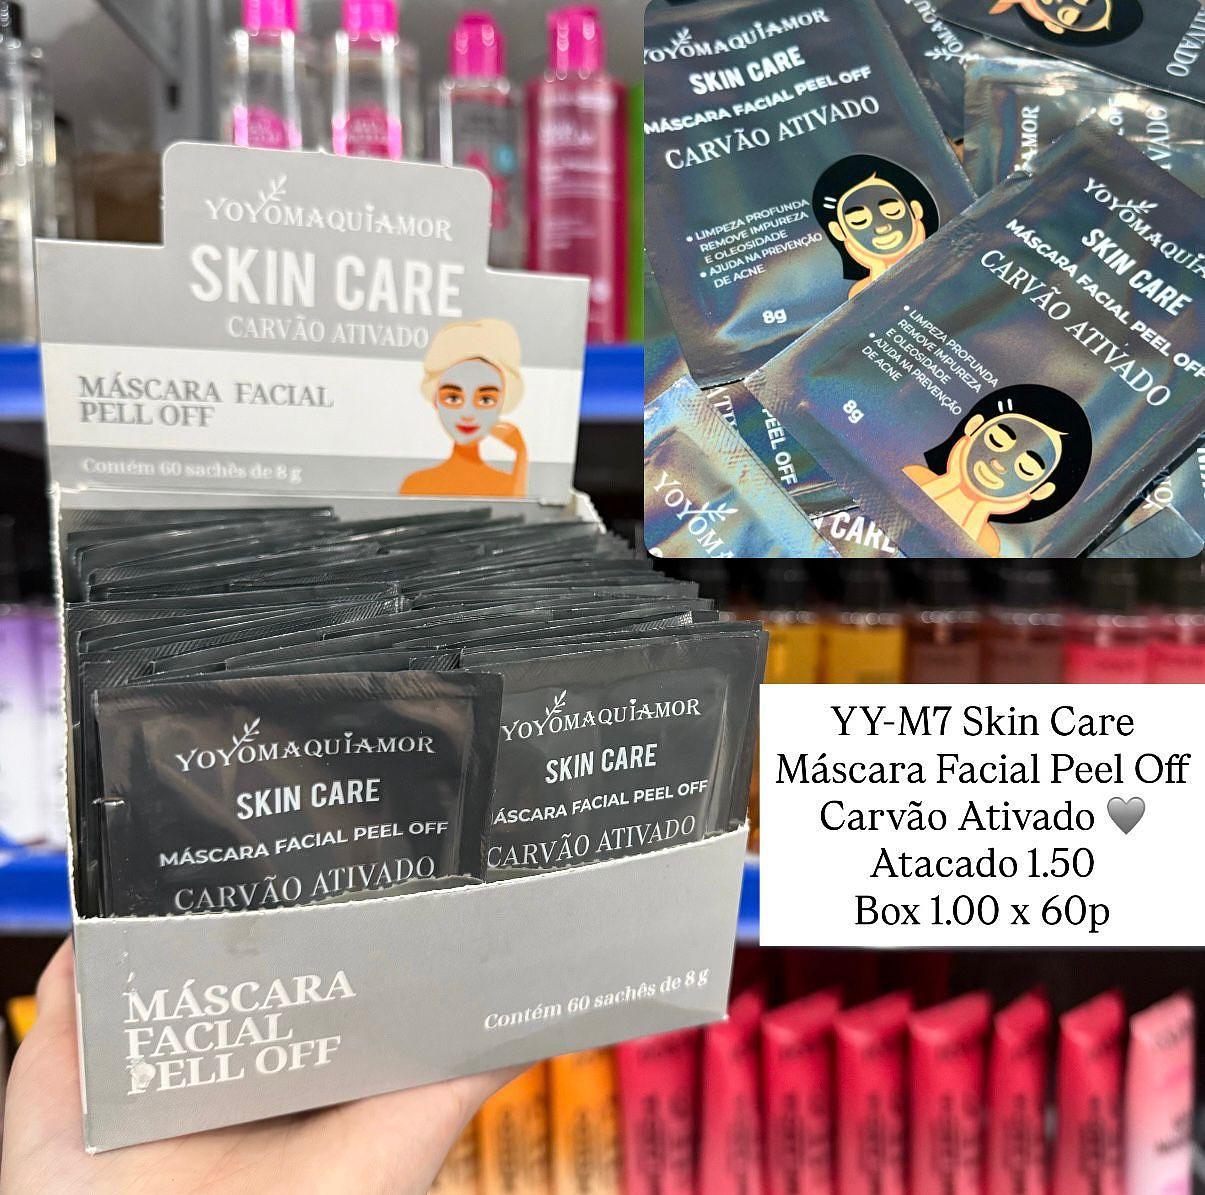 YOYOMAQUIAMOR
SKIN CARE
CARVÃO ATIVADO
MÁSCARA FACIAL
PELL OFF
Contém 60 sachês de 8 g
YOYOMAQUIAMOR
SKIN CARE
MÁSCARA FACIAL PEEL OFF
CARVÃO ATIVADO
YOYOMAQUIAMOR
SKIN CARE
ÁSCARA FACIAL PEEL OFF
CARVÃO ATIVADO
MÁSCARA
FACIAL
PELL OFF
Contém 60 sachês de 8 g
YOYOMAQUIAMOR
SKIN CARE
MÁSCARA FACIAL PEEL OFF
CARVÃO ATIVADO
• LIMPEZA PROFUNDA
REMOVE IMPUREZA
E OLEOSIDADE
• AJUDA NA PREVENÇÃO
DE ACNE
8g
YOYOMAQUIAMOR
SKIN CARE
MÁSCARA FACIAL PEEL OFF
CARVÃO ATIVADO
• LIMPEZA PROFUNDA
REMOVE IMPUREZA
E OLEOSIDADE
• AJUDA NA PREVENÇÃO
DE ACNE
8g
PEEL OFF
CARE
YY-M7 Skin Care
Máscara Facial Peel Off
Carvão Ativado 🩶
Atacado 1.50
Box 1.00 x 60p